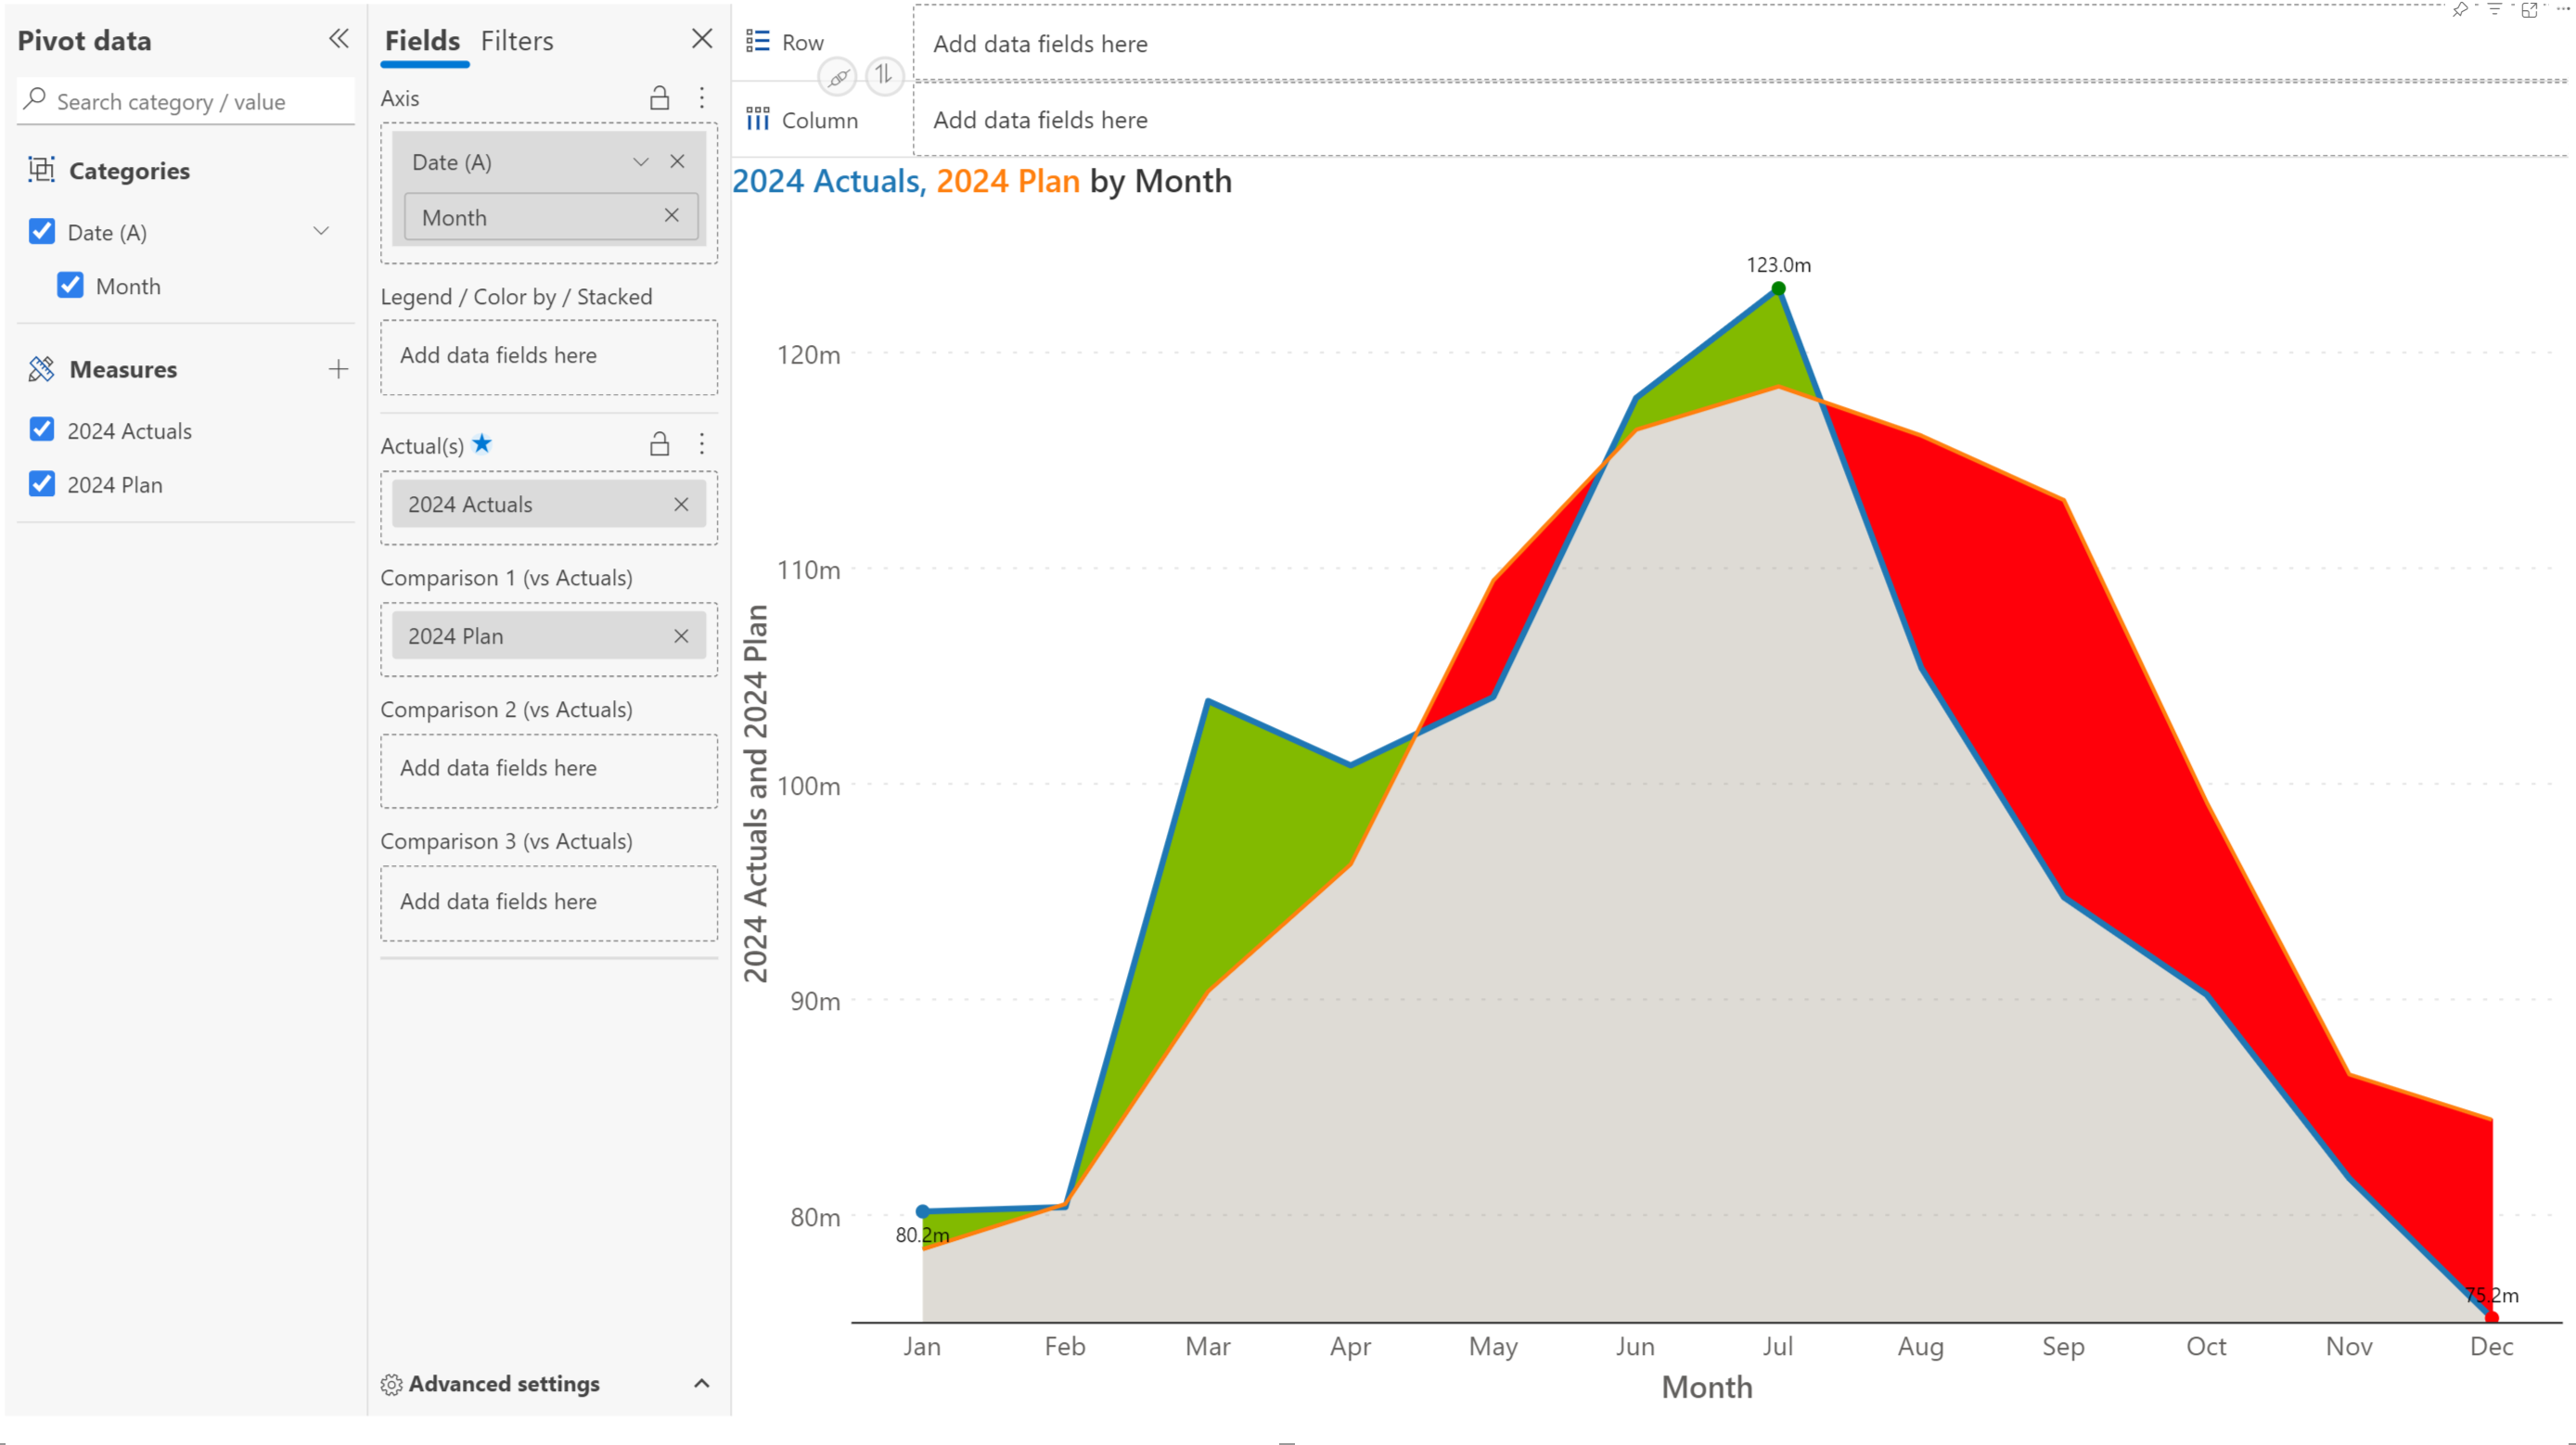 Pivot data
Search category / value
Categories
Date (A)
Month
Measures
2024 Actuals
2024 Plan
Fields
Filters
Axis
Date (A)
Month
Legend / Color by / Stacked
Add data fields here
Actual(s)
2024 Actuals
Comparison 1 (vs Actuals)
2024 Plan
Comparison 2 (vs Actuals)
Add data fields here
Comparison 3 (vs Actuals)
Add data fields here
Advanced settings
Row
Add data fields here
Column
Add data fields here
2024 Actuals, 2024 Plan by Month
2024 Actuals and 2024 Plan
120m
110m
100m
90m
80m
123.0m
80.2m
75.2m
Jan Feb Mar Apr May Jun Jul Aug Sep Oct Nov Dec
Month